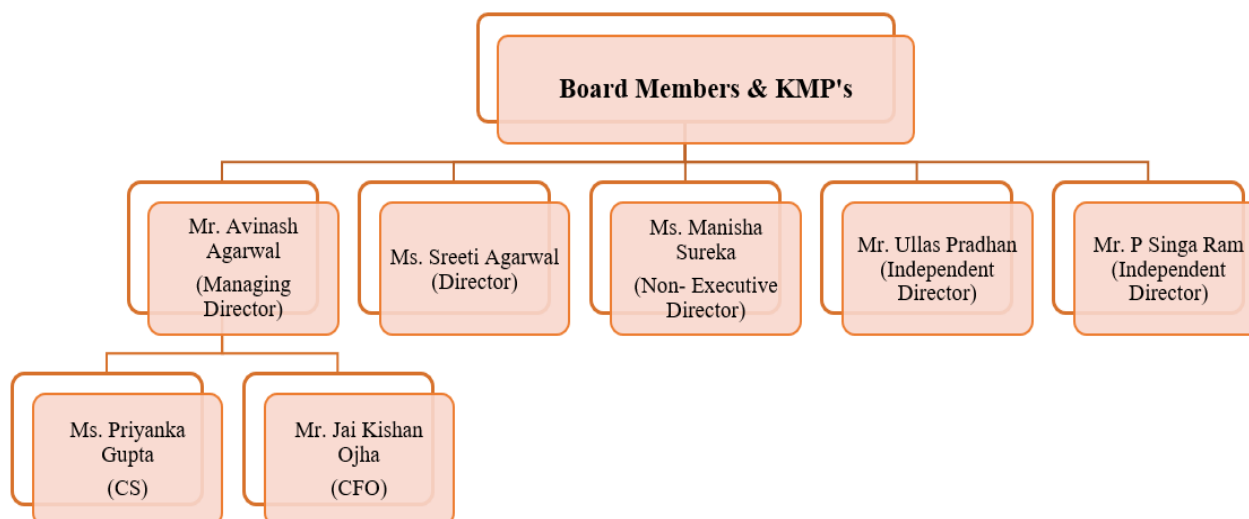 Board Members & KMP's
Mr. Avinash
Agarwal
(Managing
Director)
Ms. Sreeti Agarwal
(Director)
Ms. Manisha
Sureka
(Non- Executive
Director)
Mr. Ullas Pradhan
(Independent
Director)
Mr. P Singa Ram
(Independent
Director)
Ms. Priyanka
Gupta
(CS)
Mr. Jai Kishan
Ojha
(CFO)